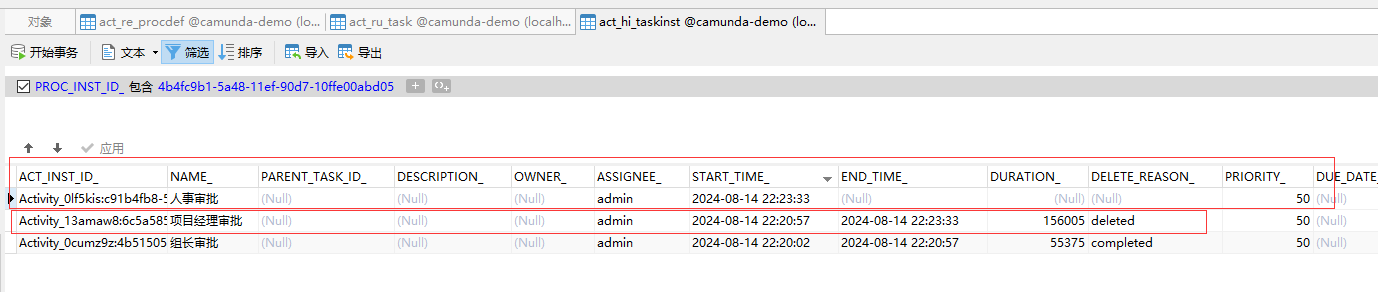 对象 act_re_procdef @camunda-demo (lo... act_ru_task @camunda-demo (localh... act_hi_taskinst @camunda-demo (lo...
开始事务 文本 筛选 排序 导入 导出
PROC_INST_ID_ 包含 4b4fc9b1-5a48-11ef-90d7-10ffe00abd05
应用
ACT_INST_ID_ NAME_ PARENT_TASK_ID_ DESCRIPTION_ OWNER_ ASSIGNEE_ START_TIME_ END_TIME_ DURATION_ DELETE_REASON_ PRIORITY_ DUE_DATE_
Activity_0lf5kis:c91b4fb8-5 人事审批 (Null) (Null) (Null) admin 2024-08-14 22:23:33 (Null) (Null) (Null) 50 (Null)
Activity_13amaw8:6c5a585 项目经理审批 (Null) (Null) (Null) admin 2024-08-14 22:20:57 2024-08-14 22:23:33 156005 deleted 50 (Null)
Activity_0cumz9z:4b51505 组长审批 (Null) (Null) (Null) admin 2024-08-14 22:20:02 2024-08-14 22:20:57 55375 completed 50 (Null)